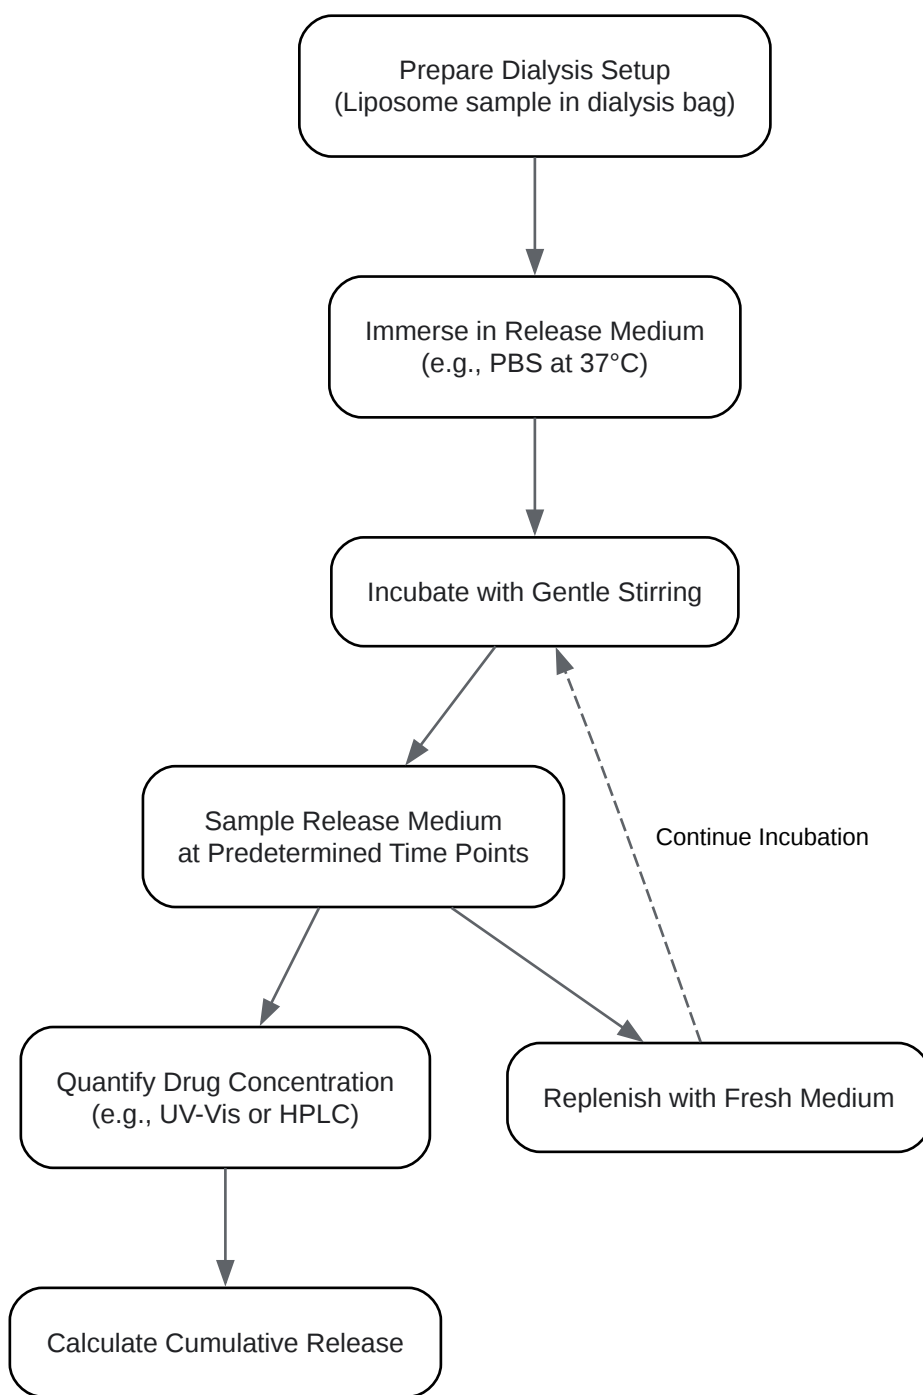 Prepare Dialysis Setup
(Liposome sample in dialysis bag)
Immerse in Release Medium
(e.g., PBS at 37°C)
Incubate with Gentle Stirring
Sample Release Medium
at Predetermined Time Points
Continue Incubation
Quantify Drug Concentration
(e.g., UV-Vis or HPLC)
Replenish with Fresh Medium
Calculate Cumulative Release